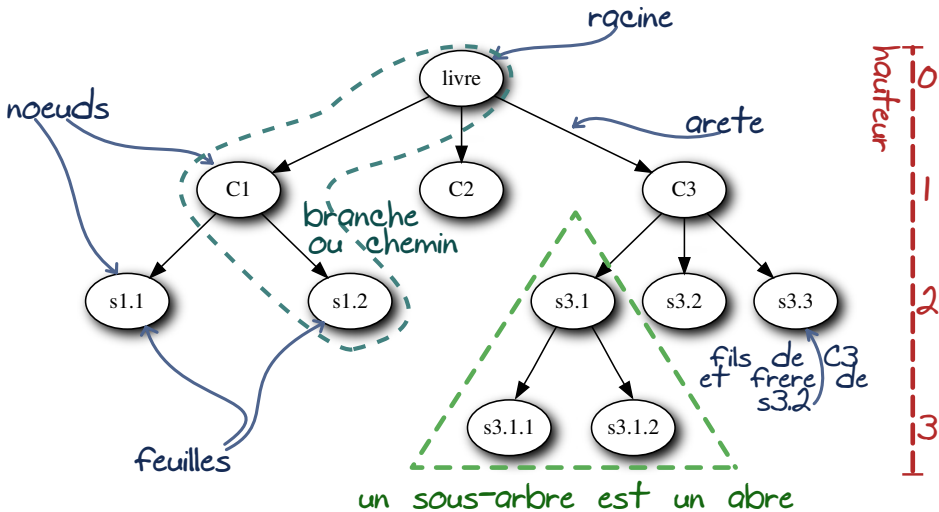 racine
livre
0
hauteur
noeuds
arete
C1
C2
C3
1
branche
ou chemin
s1.1
s1.2
s3.1
s3.2
s3.3
2
fils de C3
et frere de
s3.2
s3.1.1
s3.1.2
3
feuilles
un sous-arbre est un abre